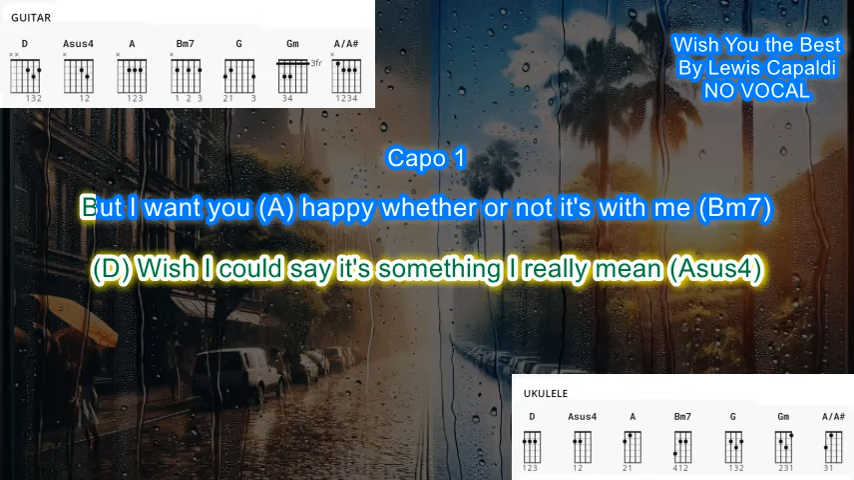 GUITAR
D Asus4 A Bm7 G Gm A/A#
×× × × × ×
3fr
132 12 123 1 2 3 21 3 34 1234
Wish You the Best
By Lewis Capaldi
NO VOCAL
Capo 1
But I want you (A) happy whether or not it's with me (Bm7)
(D) Wish I could say it's something I really mean (Asus4)
UKULELE
D Asus4 A Bm7 G Gm A/A#
123 12 21 412 132 231 31